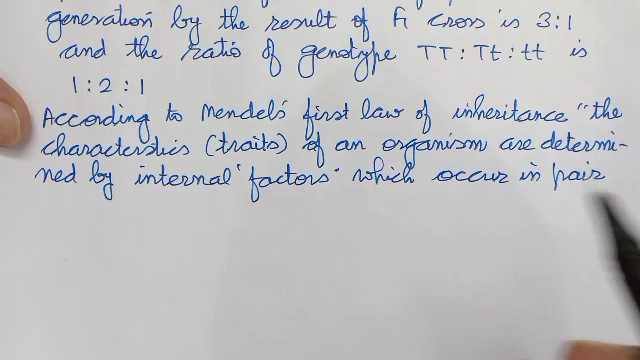 generation by the result of F1 cross is 3:1
and the ratio of genotype TT : Tt : tt is
1 : 2 : 1
According to Mendel's first law of inheritance "the
characteristics (traits) of an organism are determi-
ned by internal 'factors' which occur in pair